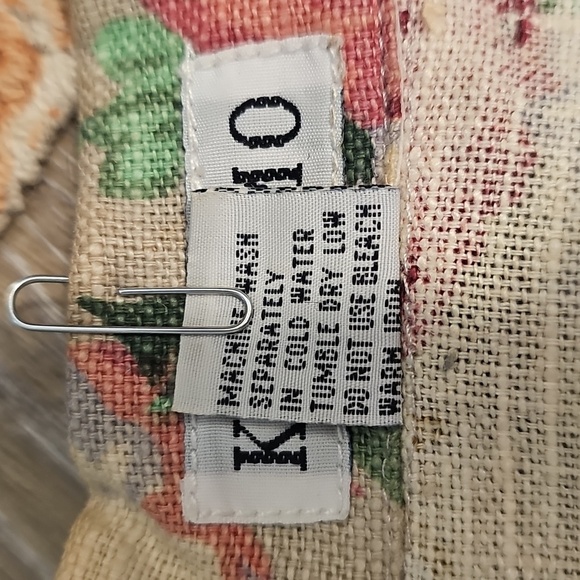 MACHINE WASH
SEPARATELY
IN COLD WATER
TUMBLE DRY LOW
DO NOT USE BLEACH
WARM IRON